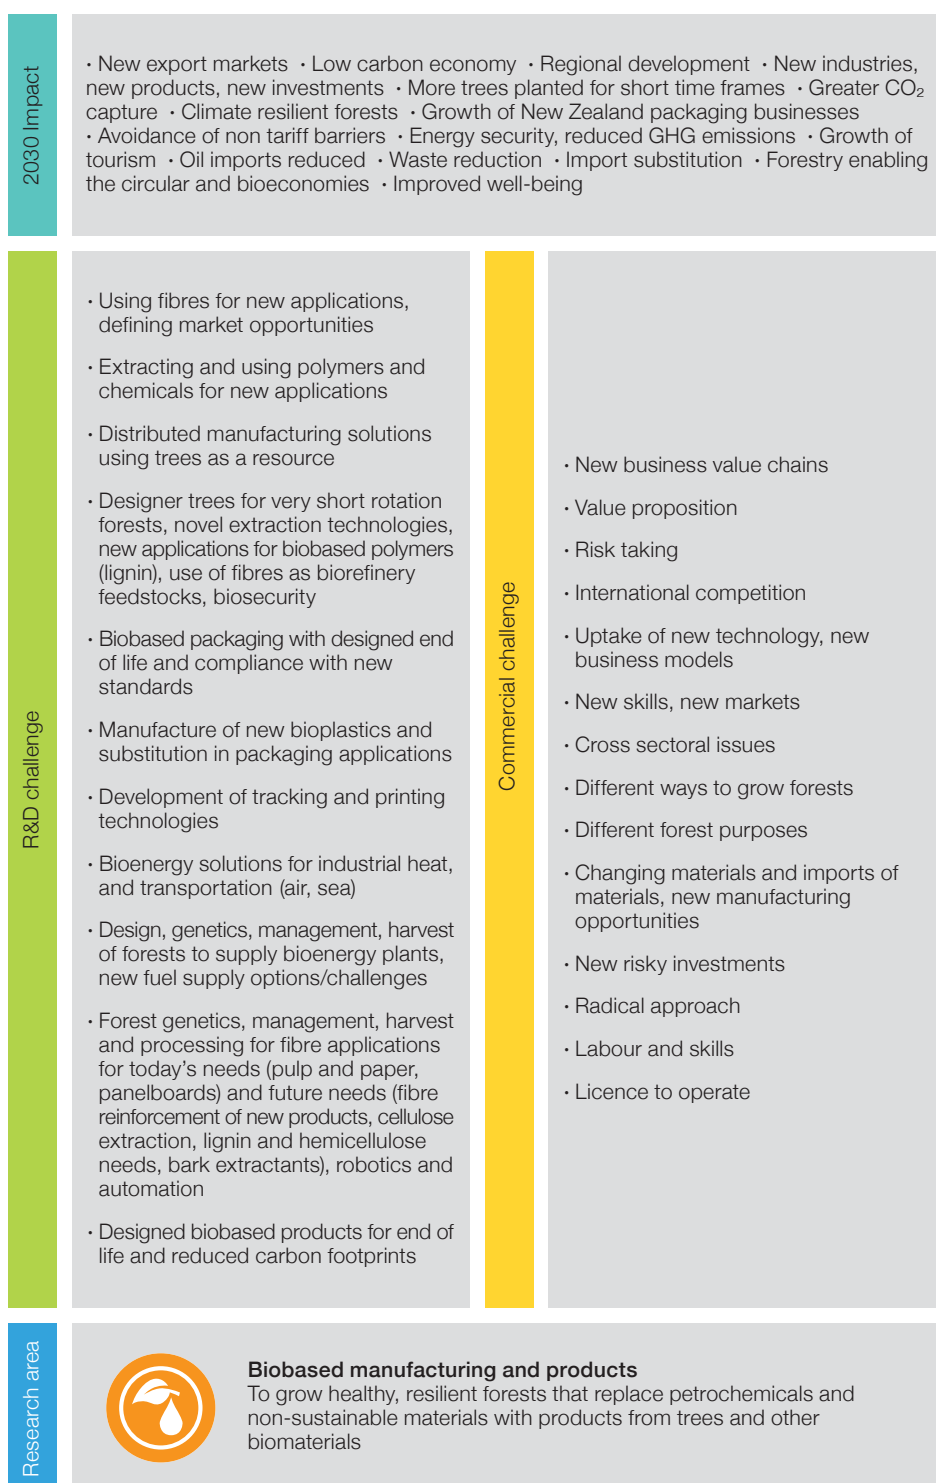 2030 Impact
· New export markets · Low carbon economy · Regional development · New industries,
new products, new investments · More trees planted for short time frames · Greater CO₂
capture · Climate resilient forests · Growth of New Zealand packaging businesses
· Avoidance of non tariff barriers · Energy security, reduced GHG emissions · Growth of
tourism · Oil imports reduced · Waste reduction · Import substitution · Forestry enabling
the circular and bioeconomies · Improved well-being
R&D challenge
· Using fibres for new applications,
defining market opportunities
· Extracting and using polymers and
chemicals for new applications
· Distributed manufacturing solutions
using trees as a resource
· Designer trees for very short rotation
forests, novel extraction technologies,
new applications for biobased polymers
(lignin), use of fibres as biorefinery
feedstocks, biosecurity
· Biobased packaging with designed end
of life and compliance with new
standards
· Manufacture of new bioplastics and
substitution in packaging applications
· Development of tracking and printing
technologies
· Bioenergy solutions for industrial heat,
and transportation (air, sea)
· Design, genetics, management, harvest
of forests to supply bioenergy plants,
new fuel supply options/challenges
· Forest genetics, management, harvest
and processing for fibre applications
for today's needs (pulp and paper,
panelboards) and future needs (fibre
reinforcement of new products, cellulose
extraction, lignin and hemicellulose
needs, bark extractants), robotics and
automation
· Designed biobased products for end of
life and reduced carbon footprints
Commercial challenge
· New business value chains
· Value proposition
· Risk taking
· International competition
· Uptake of new technology, new
business models
· New skills, new markets
· Cross sectoral issues
· Different ways to grow forests
· Different forest purposes
· Changing materials and imports of
materials, new manufacturing
opportunities
· New risky investments
· Radical approach
· Labour and skills
· Licence to operate
Research area
Biobased manufacturing and products
To grow healthy, resilient forests that replace petrochemicals and
non-sustainable materials with products from trees and other
biomaterials